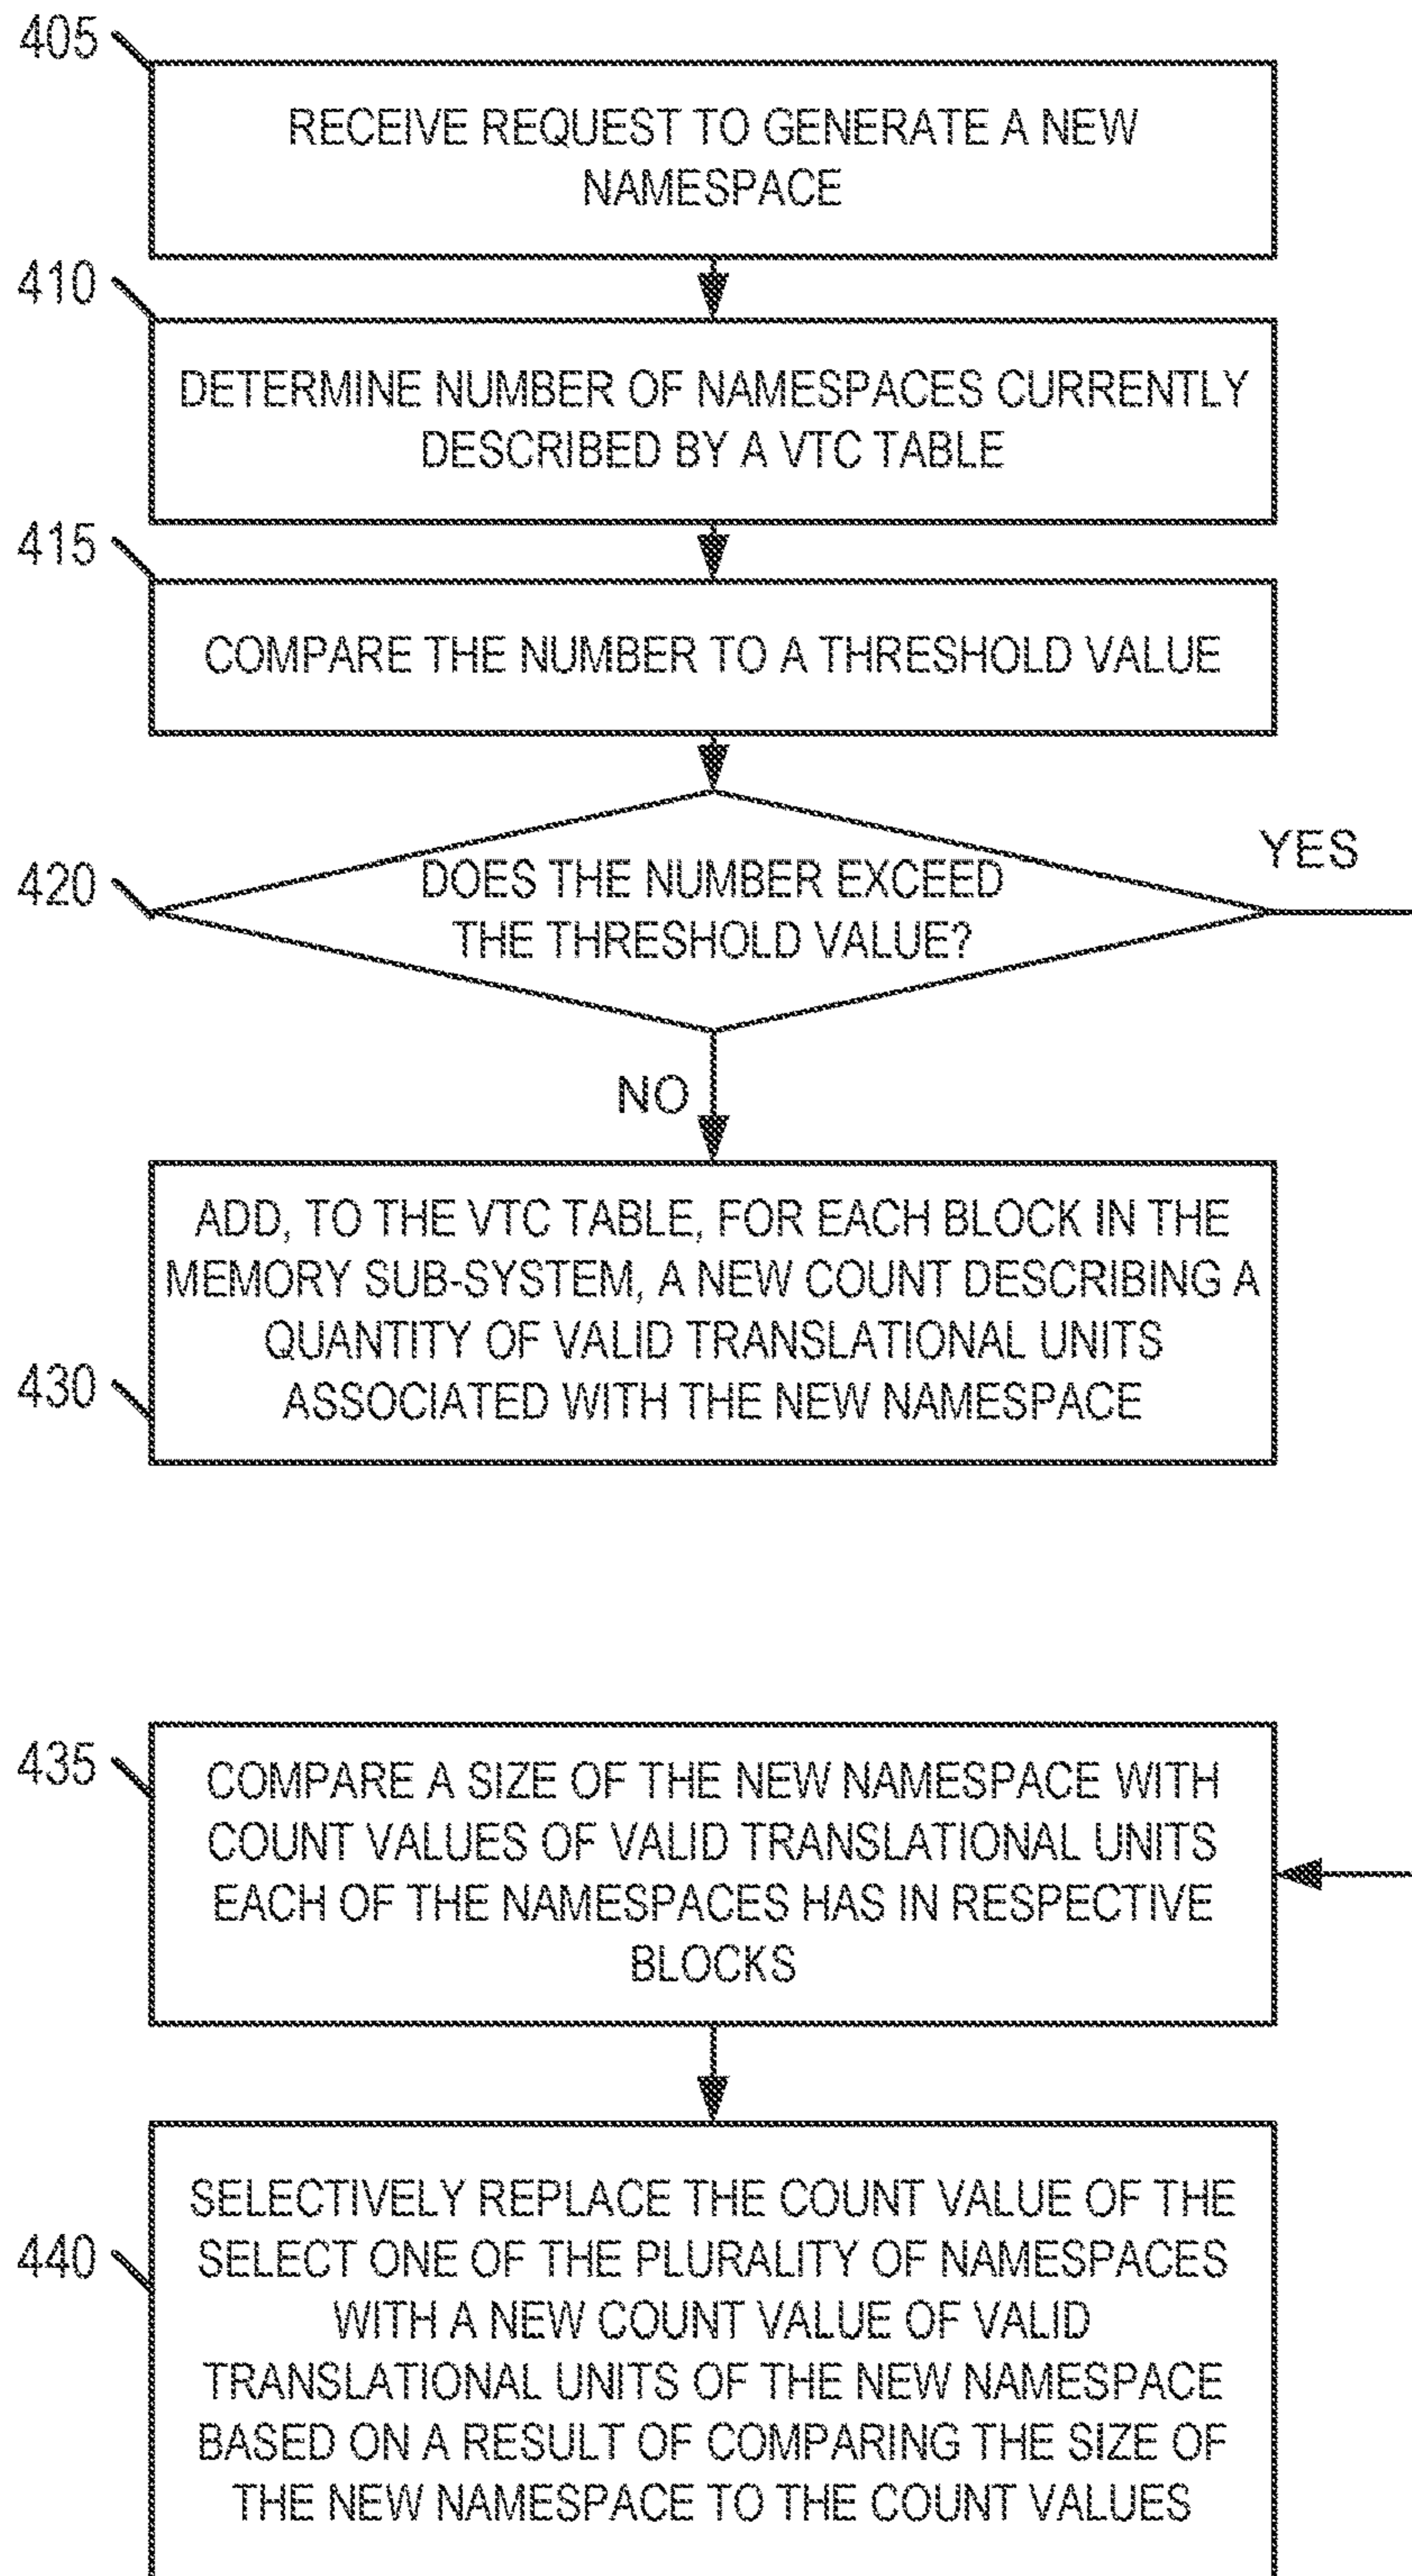 405
RECEIVE REQUEST TO GENERATE A NEW
NAMESPACE
410
DETERMINE NUMBER OF NAMESPACES CURRENTLY
DESCRIBED BY A VTC TABLE
415
COMPARE THE NUMBER TO A THRESHOLD VALUE
420
DOES THE NUMBER EXCEED
THE THRESHOLD VALUE?
YES
NO
430
ADD, TO THE VTC TABLE, FOR EACH BLOCK IN THE
MEMORY SUB-SYSTEM, A NEW COUNT DESCRIBING A
QUANTITY OF VALID TRANSLATIONAL UNITS
ASSOCIATED WITH THE NEW NAMESPACE
435
COMPARE A SIZE OF THE NEW NAMESPACE WITH
COUNT VALUES OF VALID TRANSLATIONAL UNITS
EACH OF THE NAMESPACES HAS IN RESPECTIVE
BLOCKS
440
SELECTIVELY REPLACE THE COUNT VALUE OF THE
SELECT ONE OF THE PLURALITY OF NAMESPACES
WITH A NEW COUNT VALUE OF VALID
TRANSLATIONAL UNITS OF THE NEW NAMESPACE
BASED ON A RESULT OF COMPARING THE SIZE OF
THE NEW NAMESPACE TO THE COUNT VALUES